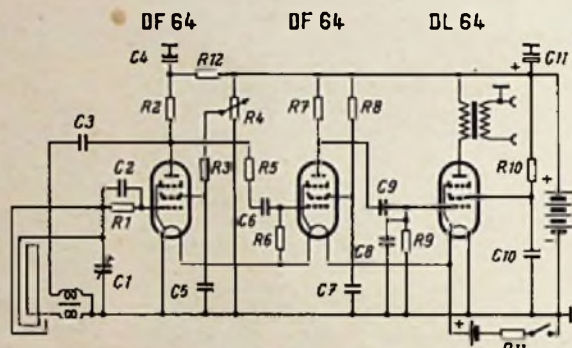 DF 64 DF 64 DL 64
C4 R12 + C11
R2 R4 R7 R8
C3
C2 R3 R5 R10
R1 C6 C9 +
R6 C8 R9 -
C1 C5 C7 C10
+
R11